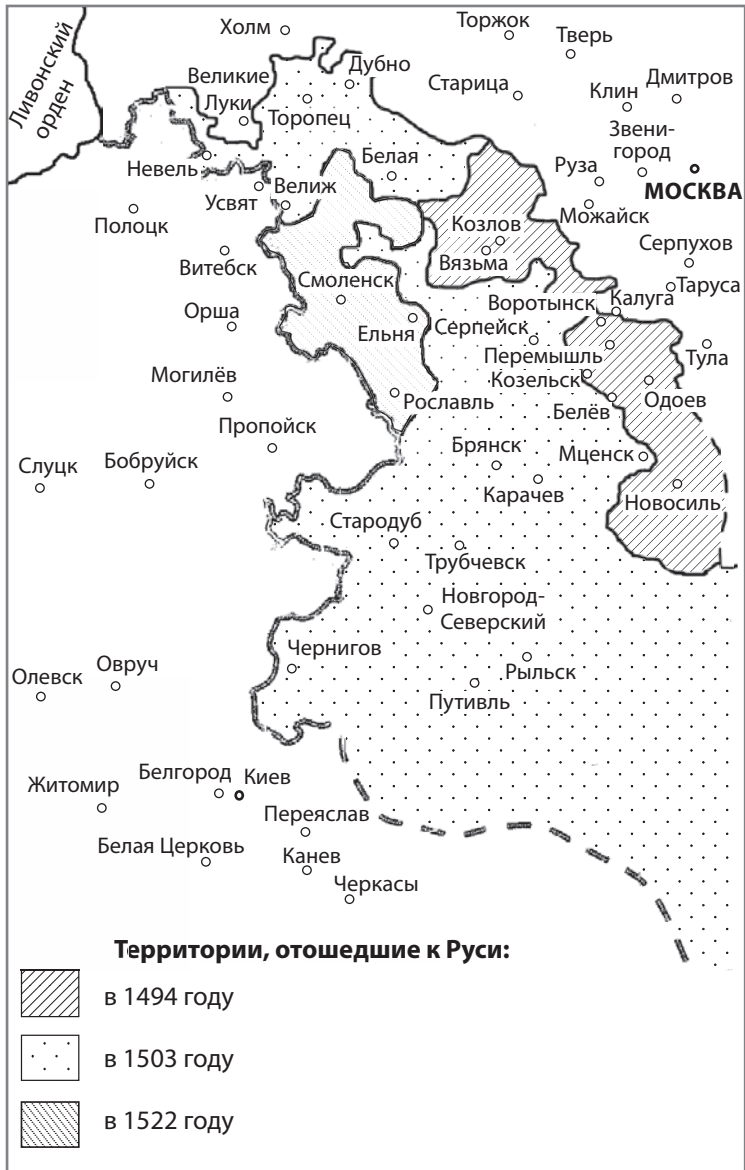 Ливонский
орден
Холм
Торжок
Тверь
Великие
Луки
Дубно
Торопец
Старица
Клин
Дмитров
Звени-
город
Невель
Белая
Руза
МОСКВА
Усвят
Велиж
Полоцк
Козлов
Можайск
Вязьма
Серпухов
Витебск
Смоленск
Таруса
Воротынск
Калуга
Орша
Ельня
Серпейск
Перемышль
Тула
Козельск
Могилёв
Рославль
Белёв
Одоев
Пропойск
Слуцк
Бобруйск
Брянск
Мценск
Карачев
Новосиль
Стародуб
Трубчевск
Новгород-
Северский
Чернигов
Олевск
Овруч
Рыльск
Путивль
Житомир
Белгород
Киев
Переяслав
Белая Церковь
Канев
Черкасы
Территории, отошедшие к Руси:
в 1494 году
в 1503 году
в 1522 году